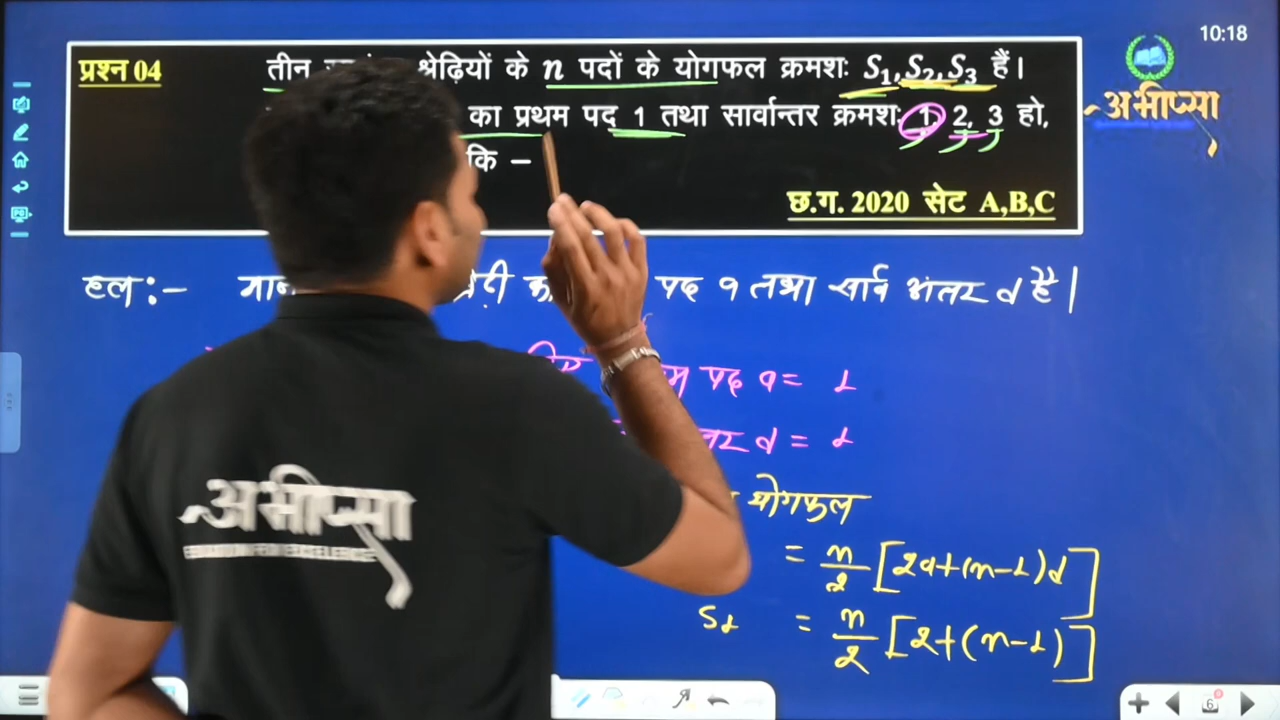 10:18
प्रश्न 04
तीन श्रेढ़ियों के n पदों के योगफल क्रमशः S₁,S₂,S₃ हैं।
का प्रथम पद 1 तथा सार्वान्तर क्रमशः 1, 2, 3 हो,
कि –
छ.ग. 2020 सेट A,B,C
अभीप्सा
हल:- पद a तथा सार्व अंतर d है।
पद a = 1
d = 1
योगफल
= n/2 [2a+(n-1)d]
S₁ = n/2 [2+(n-1)]
अभीप्सा
6